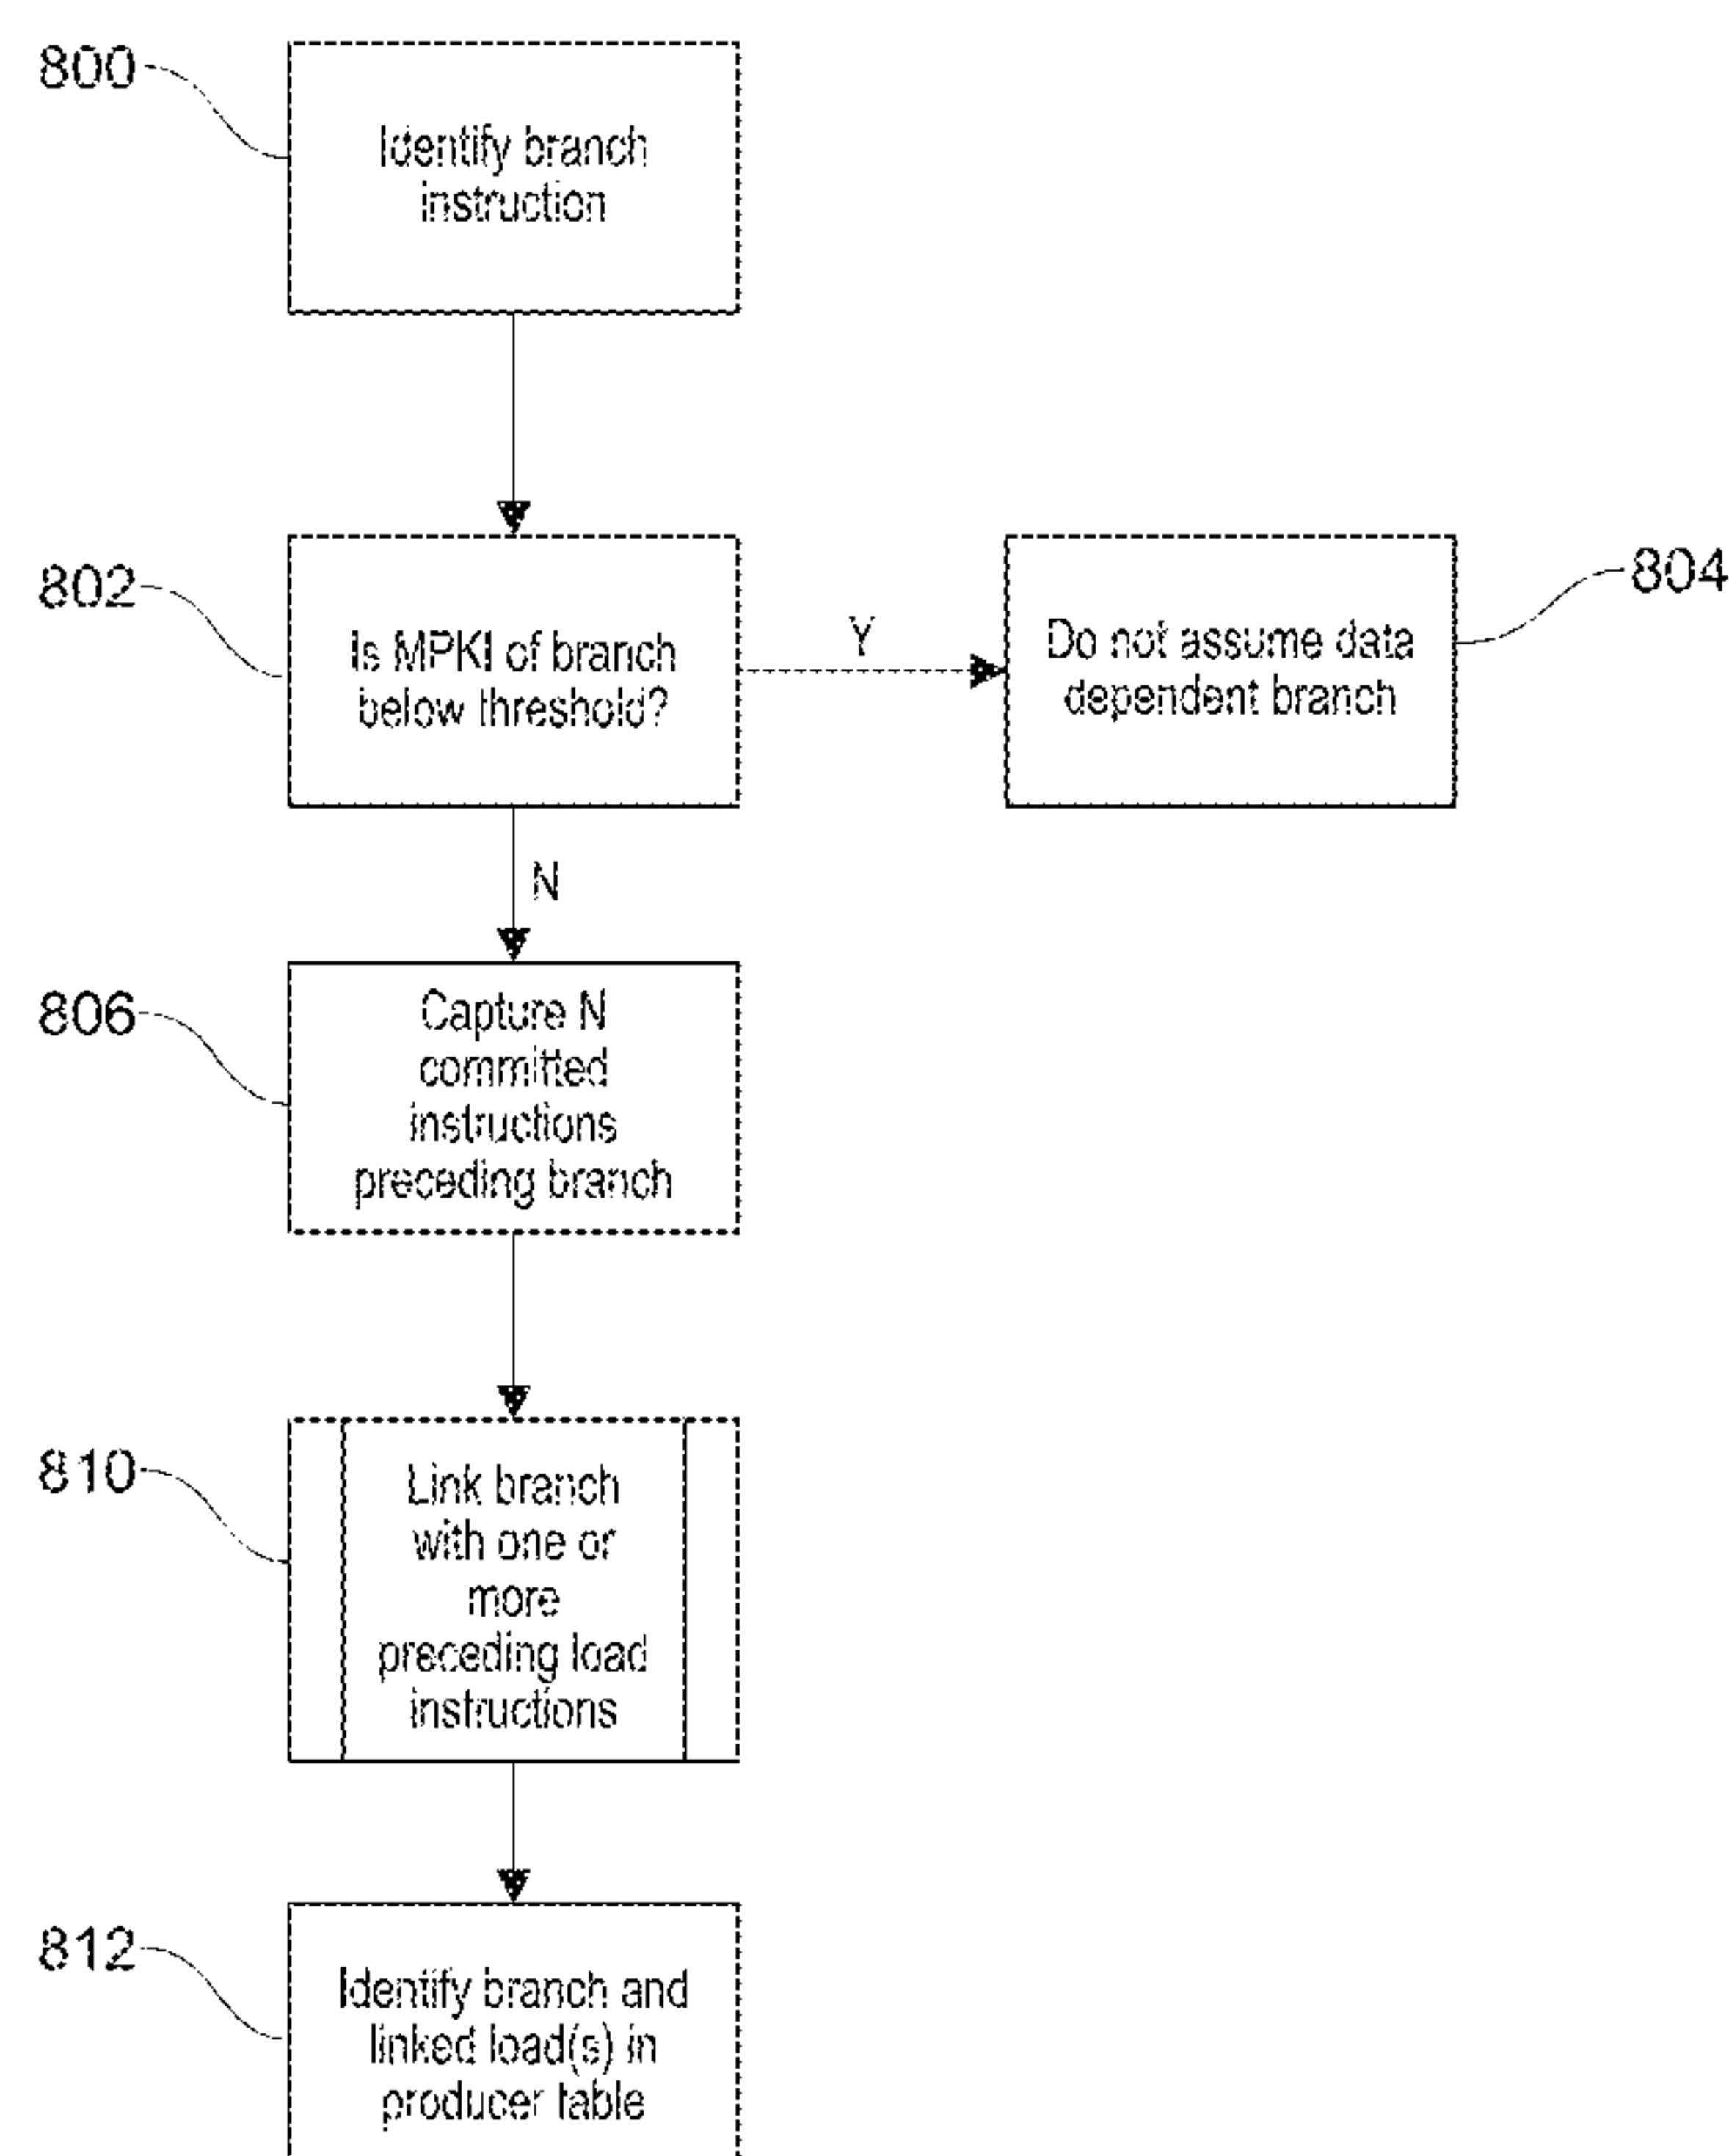 800
Identify branch
instruction
802
Is MPKI of branch
below threshold?
Y
Do not assume data
dependent branch
804
N
806
Capture N
committed
instructions
preceding branch
810
Link branch
with one or
more
preceding load
instructions
812
Identify branch and
linked load(s) in
producer table